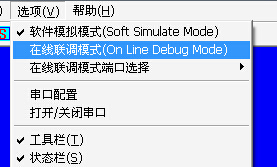 选项(V) 帮助(H)
S
✓ 软件模拟模式(Soft Simulate Mode)
在线联调模式(On Line Debug Mode)
在线联调模式端口选择
串口配置
打开/关闭串口
✓ 工具栏(T)
✓ 状态栏(S)